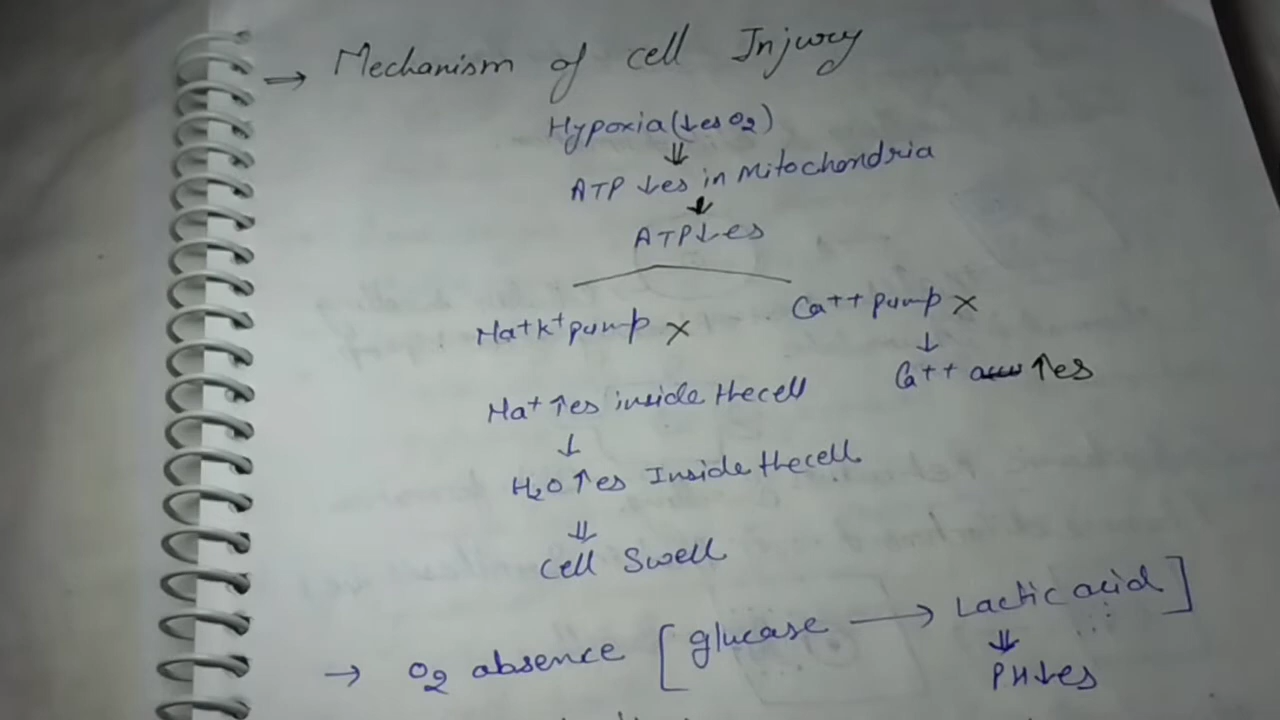 → Mechanism of cell Injury
Hypoxia (↓es O2)
⇓
ATP ↓es in Mitochondria
↓
ATP↓es
Na+K+ pump × Ca++ pump ×
↓
Na+ ↑es inside the cell Ca++ ↑es
↓
H2O ↑es Inside the cell
⇓
Cell Swell
→ O2 absence [glucase → Lactic acid]
⇓
PH↓es